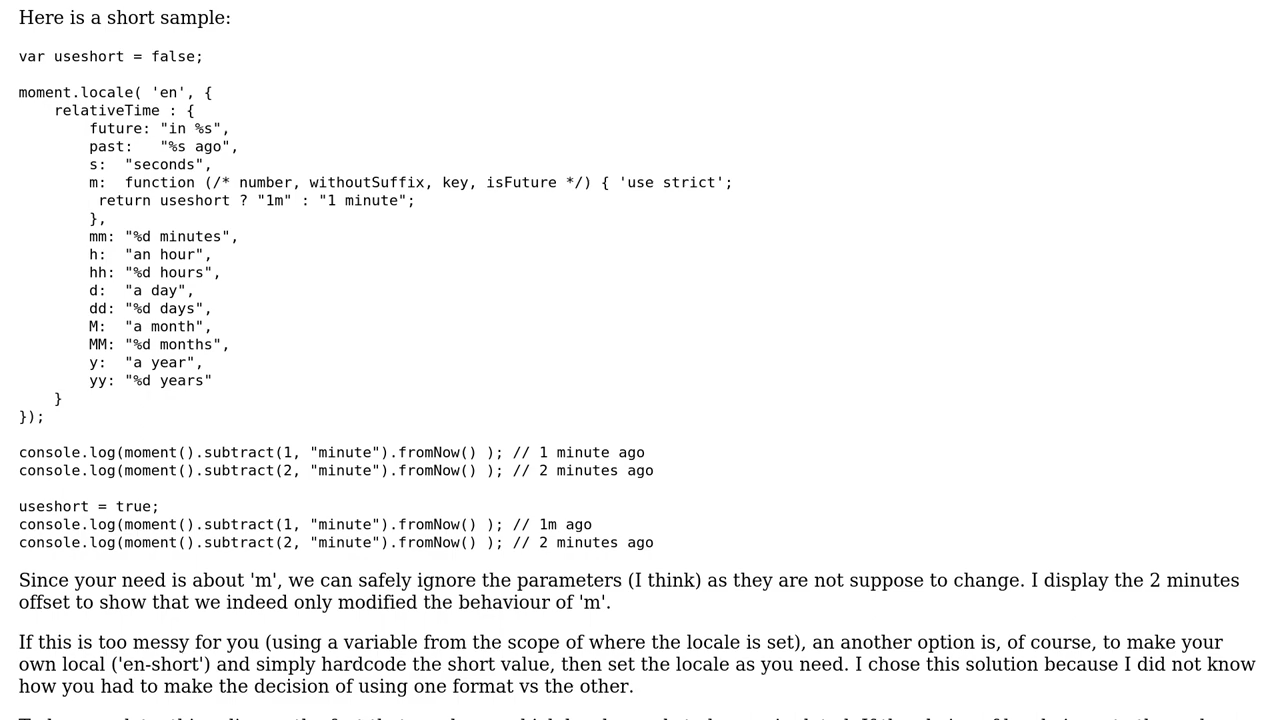 Here is a short sample:
var useshort = false;
moment.locale( 'en', {
    relativeTime : {
        future: "in %s",
        past:   "%s ago",
        s:  "seconds",
        m:  function (/* number, withoutSuffix, key, isFuture */) { 'use strict';
         return useshort ? "1m" : "1 minute";
        },
        mm: "%d minutes",
        h:  "an hour",
        hh: "%d hours",
        d:  "a day",
        dd: "%d days",
        M:  "a month",
        MM: "%d months",
        y:  "a year",
        yy: "%d years"
    }
});
console.log(moment().subtract(1, "minute").fromNow() ); // 1 minute ago
console.log(moment().subtract(2, "minute").fromNow() ); // 2 minutes ago
useshort = true;
console.log(moment().subtract(1, "minute").fromNow() ); // 1m ago
console.log(moment().subtract(2, "minute").fromNow() ); // 2 minutes ago
Since your need is about 'm', we can safely ignore the parameters (I think) as they are not suppose to change. I display the 2 minutes
offset to show that we indeed only modified the behaviour of 'm'.
If this is too messy for you (using a variable from the scope of where the locale is set), an another option is, of course, to make your
own local ('en-short') and simply hardcode the short value, then set the locale as you need. I chose this solution because I did not know
how you had to make the decision of using one format vs the other.